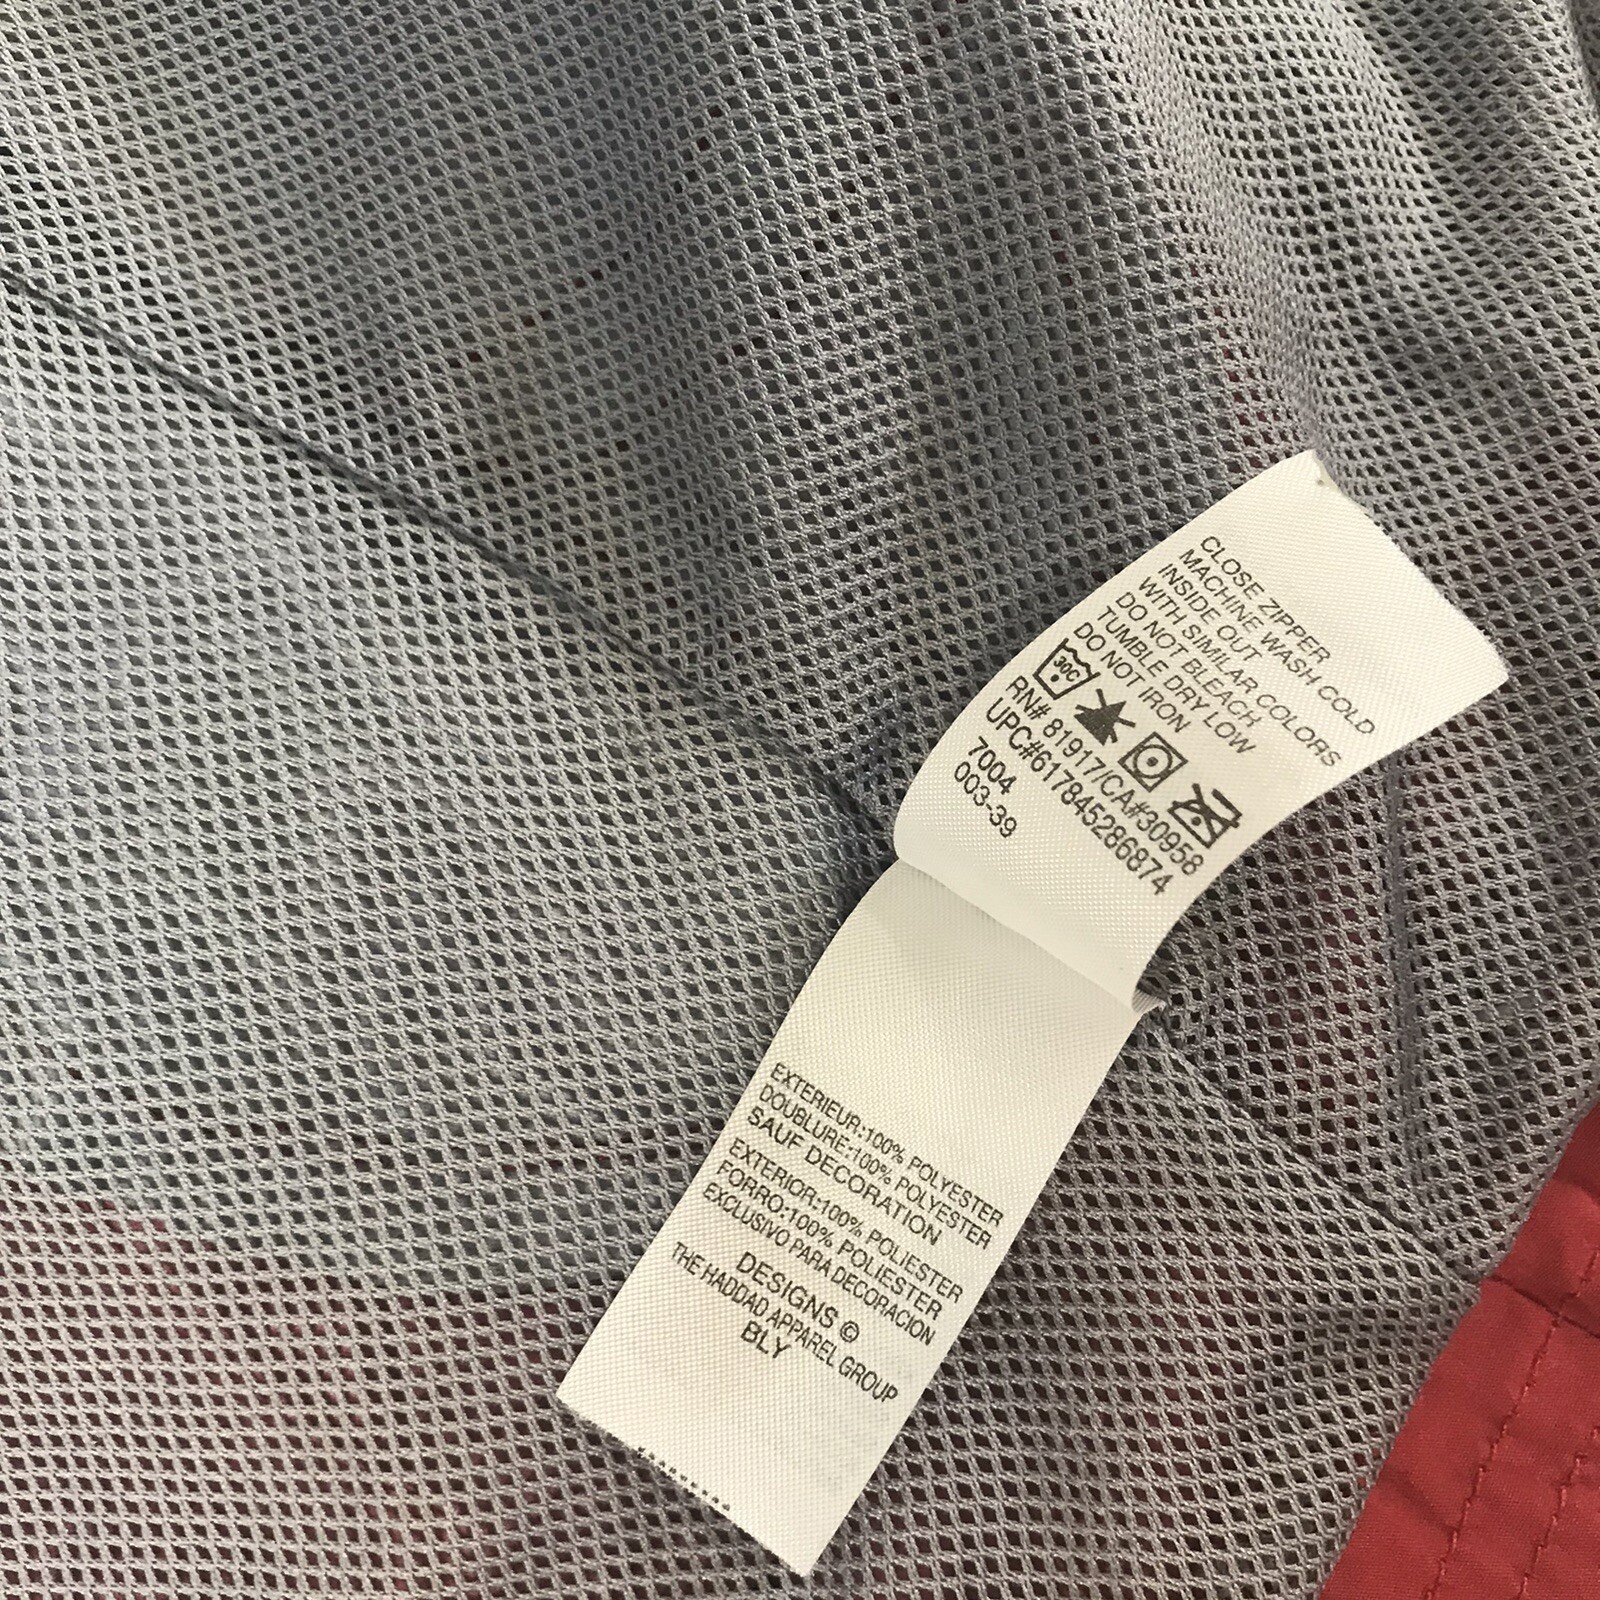 CLOSE ZIPPER
MACHINE WASH COLD
INSIDE OUT
WITH SIMILAR COLORS
DO NOT BLEACH
TUMBLE DRY LOW
DO NOT IRON
30C
RN# 81917/CA#30958
UPC#617845286874
7004
003-39
EXTERIEUR:100% POLYESTER
DOUBLURE:100% POLYESTER
SAUF DECORATION
EXTERIOR:100% POLIESTER
FORRO:100% POLIESTER
EXCLUSIVO PARA DECORACION
DESIGNS ©
THE HADDAD APPAREL GROUP
BLY